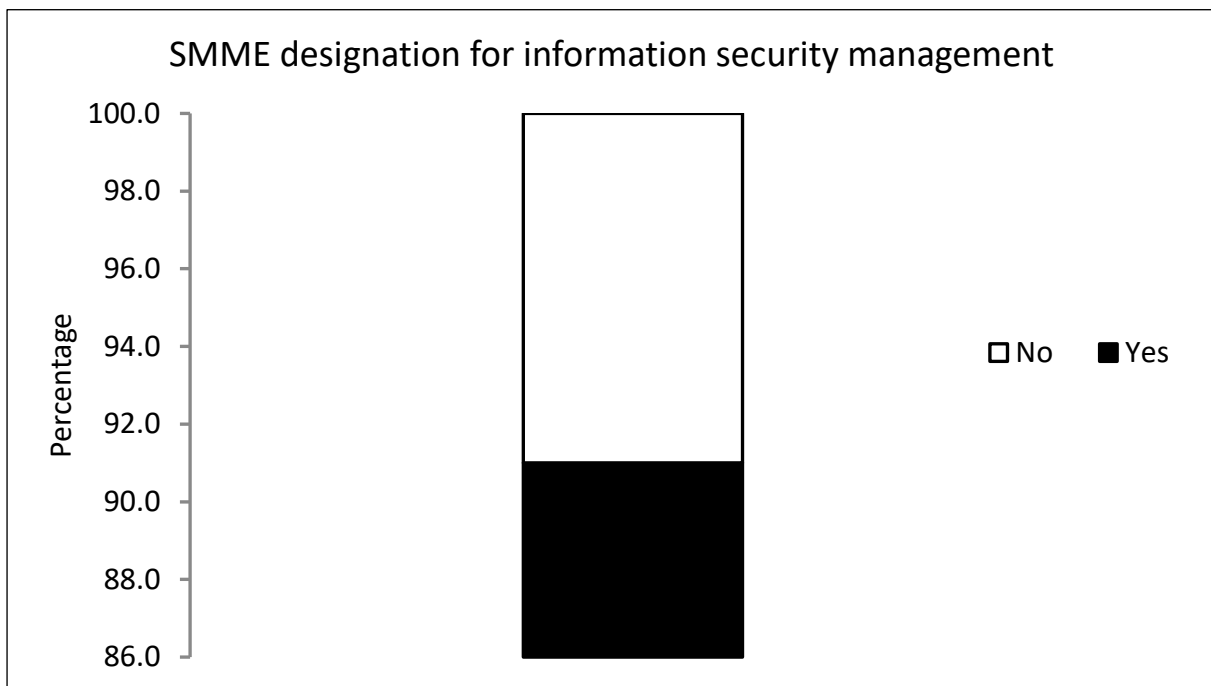 SMME designation for information security management
100.0
98.0
96.0
94.0
92.0
90.0
88.0
86.0
Percentage
No Yes